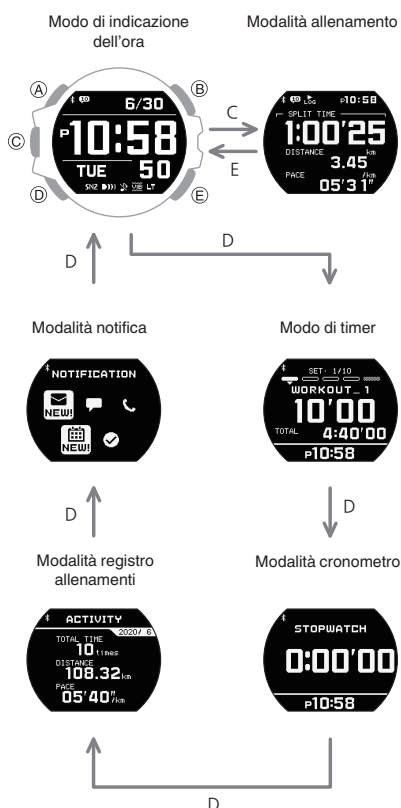 Modo di indicazione
dell'ora
Modalità allenamento
A
B
C
D
E
6/30
P10:58
TUE 50
SNZ VIB LT
C
E
LOG P10:58
SPLIT TIME
1:00'25
DISTANCE
3.45 km
PACE /km
05'31"
D
D
Modalità notifica
NOTIFICATION
NEW!
NEW!
Modo di timer
SET: 1/10
WORKOUT_1
10'00
TOTAL 4:40'00
P10:58
D
D
Modalità registro
allenamenti
ACTIVITY
2020/ 6
TOTAL TIME
10 times
DISTANCE
108.32 km
PACE
05'40"/km
Modalità cronometro
STOPWATCH
0:00'00
P10:58
D